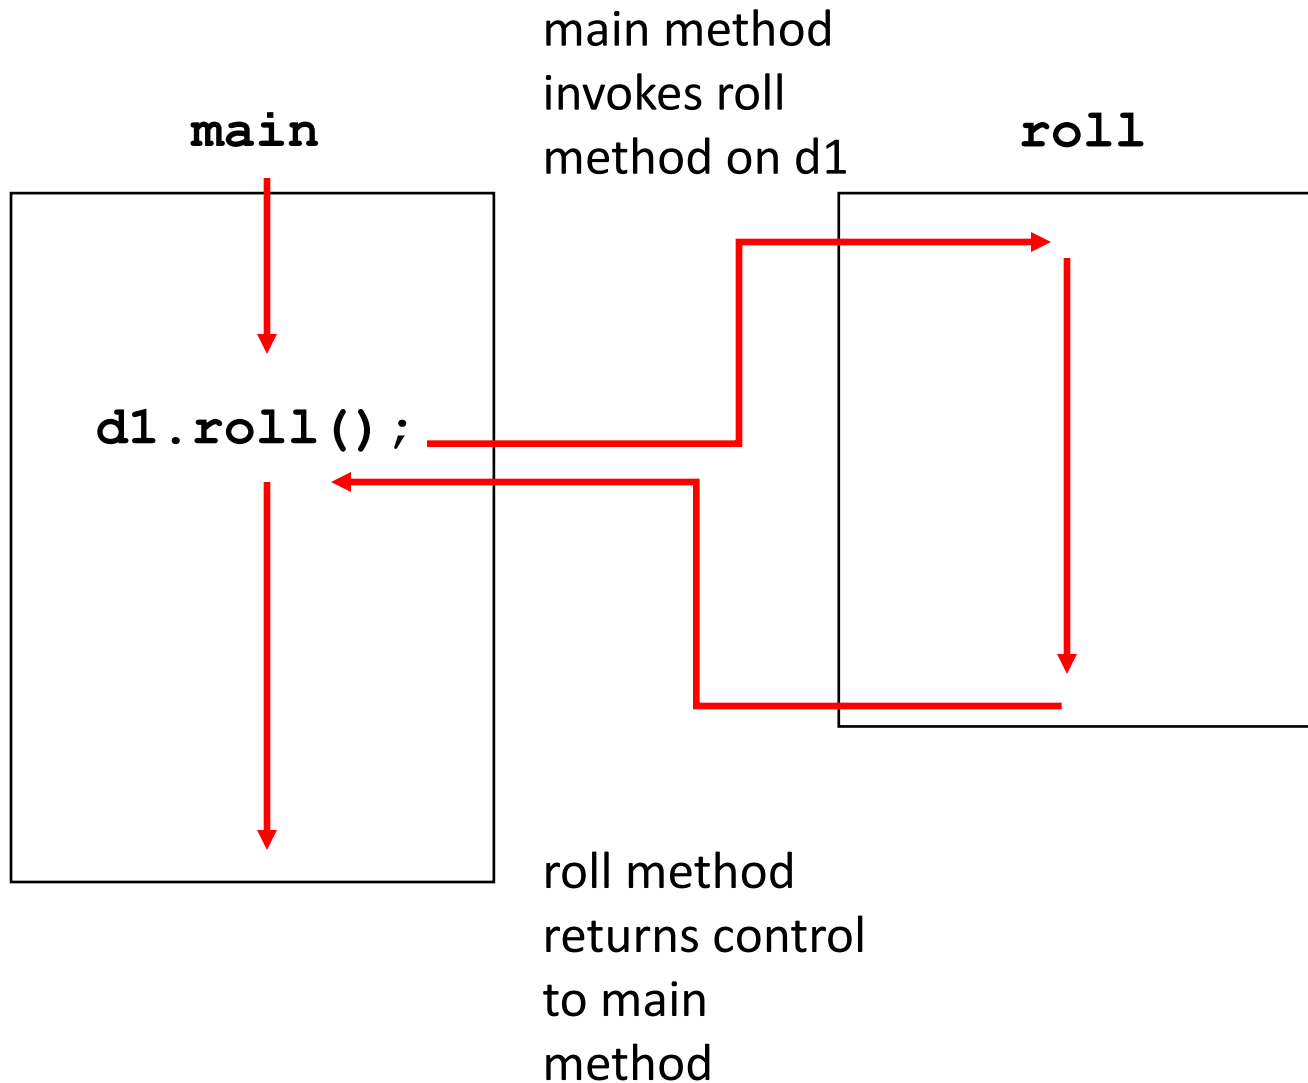 main method
invokes roll
method on d1
main
roll
d1.roll();
roll method
returns control
to main
method